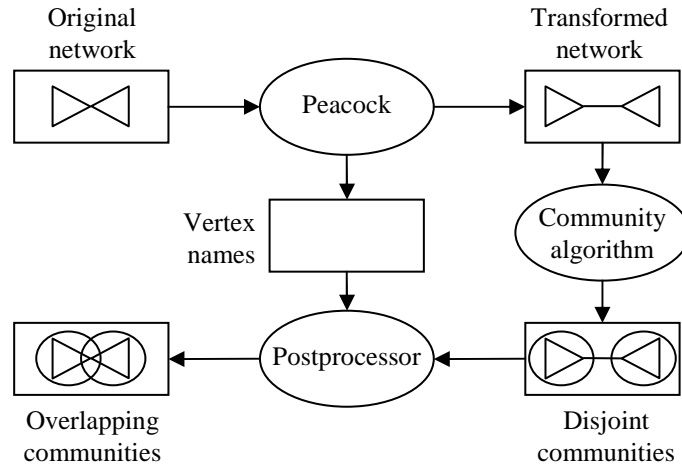 Original
network
Transformed
network
Peacock
Vertex
names
Community
algorithm
Postprocessor
Overlapping
communities
Disjoint
communities